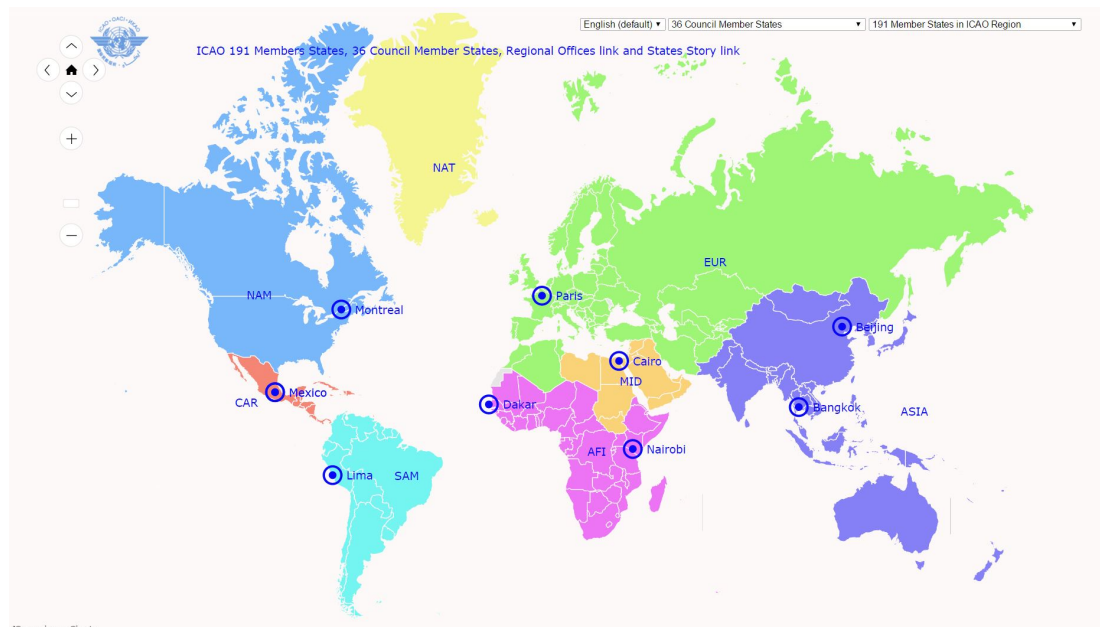 English (default)
36 Council Member States
191 Member States in ICAO Region
ICAO 191 Members States, 36 Council Member States, Regional Offices link and States Story link
NAT
EUR
NAM
Montreal
Paris
Beijing
Cairo
MID
Mexico
CAR
Dakar
Bangkok
ASIA
AFI
Nairobi
Lima
SAM